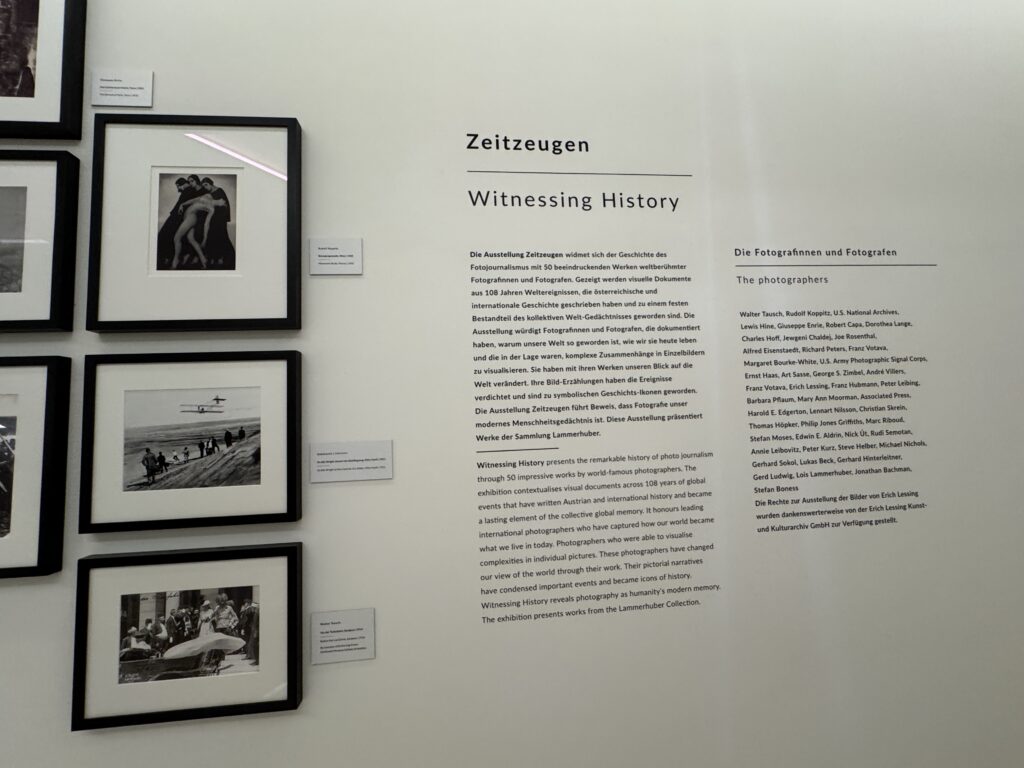 Zeitzeugen
Witnessing History
Die Ausstellung Zeitzeugen widmet sich der Geschichte des
Fotojournalismus mit 50 beeindruckenden Werken weltberühmter
Fotografinnen und Fotografen. Gezeigt werden visuelle Dokumente
aus 108 Jahren Weltereignissen, die österreichische und
internationale Geschichte geschrieben haben und zu einem festen
Bestandteil des kollektiven Welt-Gedächtnisses geworden sind. Die
Ausstellung würdigt Fotografinnen und Fotografen, die dokumentiert
haben, warum unsere Welt so geworden ist, wie wir sie heute leben
und die in der Lage waren, komplexe Zusammenhänge in Einzelbildern
zu visualisieren. Sie haben mit ihren Werken unseren Blick auf die
Welt verändert. Ihre Bild-Erzählungen haben die Ereignisse
verdichtet und sind zu symbolischen Geschichts-Ikonen geworden.
Die Ausstellung Zeitzeugen führt Beweis, dass Fotografie unser
modernes Menschheitsgedächtnis ist. Diese Ausstellung präsentiert
Werke der Sammlung Lammerhuber.
Witnessing History presents the remarkable history of photo journalism
through 50 impressive works by world-famous photographers. The
exhibition contextualises visual documents across 108 years of global
events that have written Austrian and international history and became
a lasting element of the collective global memory. It honours leading
international photographers who have captured how our world became
what we live in today. Photographers who were able to visualise
complexities in individual pictures. These photographers have changed
our view of the world through their work. Their pictorial narratives
have condensed important events and became icons of history.
Witnessing History reveals photography as humanity's modern memory.
The exhibition presents works from the Lammerhuber Collection.
Die Fotografinnen und Fotografen
The photographers
Walter Tausch, Rudolf Koppitz, U.S. National Archives,
Lewis Hine, Giuseppe Enrie, Robert Capa, Dorothea Lange,
Charles Hoff, Jewgeni Chaldej, Joe Rosenthal,
Alfred Eisenstaedt, Richard Peters, Franz Votava,
Margaret Bourke-White, U.S. Army Photographic Signal Corps,
Ernst Haas, Art Sasse, George S. Zimbel, André Villers,
Franz Votava, Erich Lessing, Franz Hubmann, Peter Leibing,
Barbara Pflaum, Mary Ann Moorman, Associated Press,
Harold E. Edgerton, Lennart Nilsson, Christian Skrein,
Thomas Höpker, Philip Jones Griffiths, Marc Riboud,
Stefan Moses, Edwin E. Aldrin, Nick Út, Rudi Semotan,
Annie Leibovitz, Peter Kurz, Steve Helber, Michael Nichols,
Gerhard Sokol, Lukas Beck, Gerhard Hinterleitner,
Gerd Ludwig, Lois Lammerhuber, Jonathan Bachman,
Stefan Boness
Die Rechte zur Ausstellung der Bilder von Erich Lessing
wurden dankenswerterweise von der Erich Lessing Kunst-
und Kulturarchiv GmbH zur Verfügung gestellt.
Rudolf Koppitz
Walter Tausch